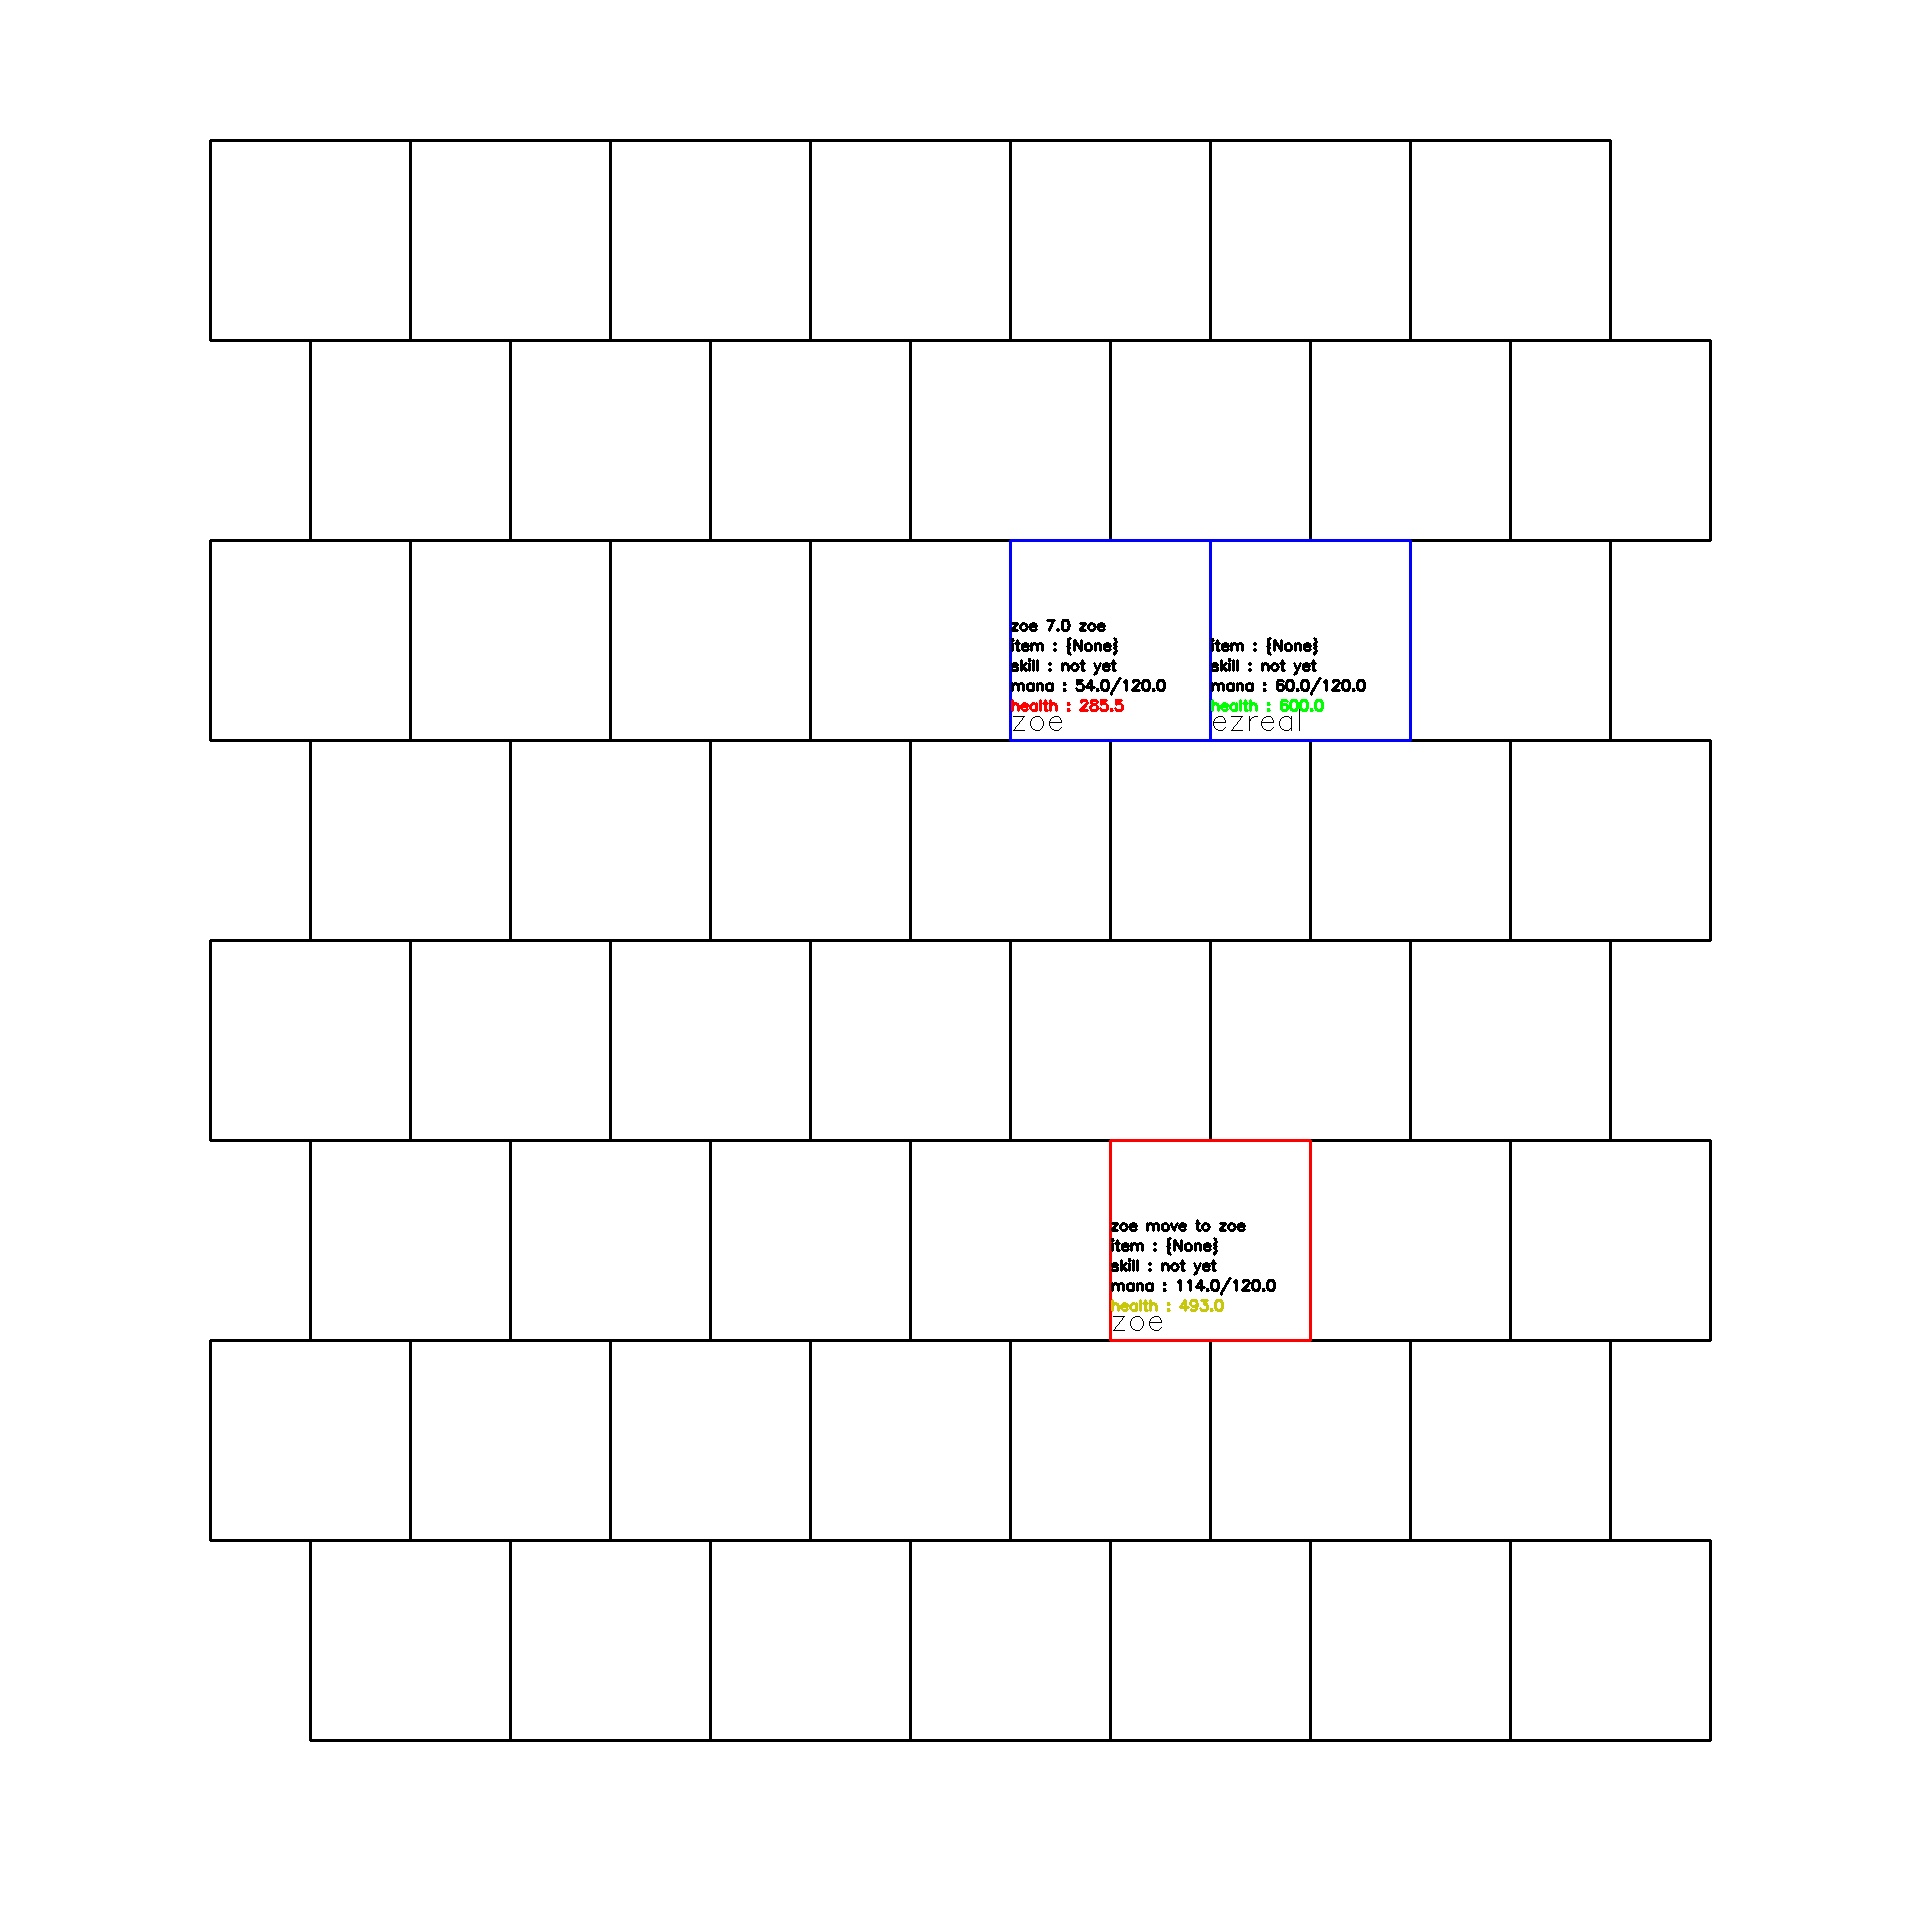 zoe 7.0 zoe
item : {None}
skill : not yet
mana : 54.0/120.0
health : 285.5
zoe
item : {None}
skill : not yet
mana : 60.0/120.0
health : 600.0
ezreal
zoe move to zoe
item : {None}
skill : not yet
mana : 114.0/120.0
health : 493.0
zoe